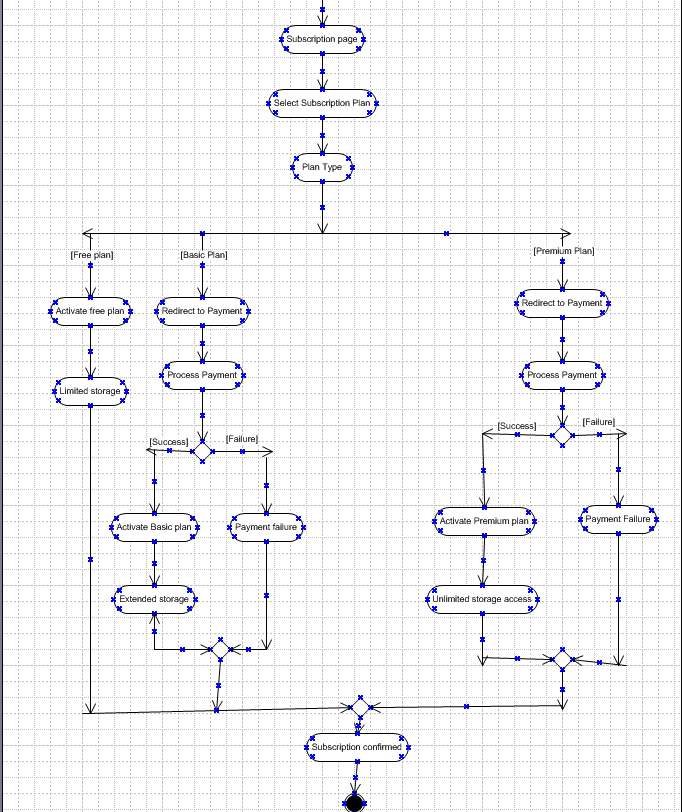 Subscription page
Select Subscription Plan
Plan Type
[Free plan]
[Basic Plan]
[Premium Plan]
Activate free plan
Redirect to Payment
Redirect to Payment
Limited storage
Process Payment
Process Payment
[Success]
[Failure]
[Success]
[Failure]
Activate Basic plan
Payment failure
Activate Premium plan
Payment Failure
Extended storage
Unlimited storage access
Subscription confirmed